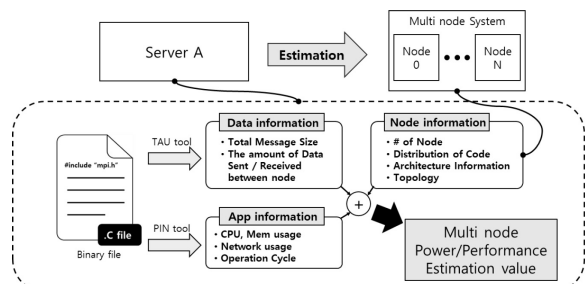 Server A
Estimation
Multi node System
Node
0
Node
N
Data information
• Total Message Size
• The amount of Data
Sent / Received
between node
Node information
• # of Node
• Distribution of Code
• Architecture Information
• Topology
TAU tool
#include "mpi.h"
.C file
Binary file
PIN tool
App information
• CPU, Mem usage
• Network usage
• Operation Cycle
+
Multi node
Power/Performance
Estimation value